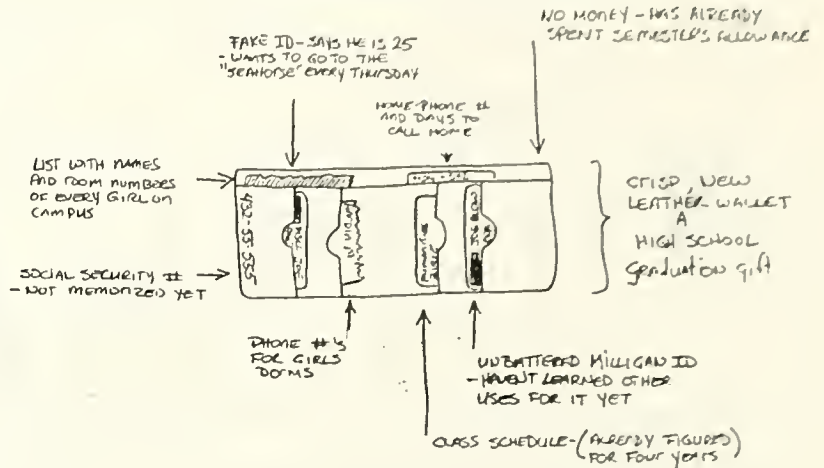 NO MONEY - HAS ALREADY
SPENT SEMESTER'S ALLOWANCE
FAKE ID - SAYS HE IS 25
- WANTS TO GO TO THE
"SEAHORSE" EVERY THURSDAY
HOME PHONE #
AND DAYS TO
CALL HOME
LIST WITH NAMES
AND ROOM NUMBERS
OF EVERY GIRL ON
CAMPUS
CRISP, NEW
LEATHER WALLET
A
HIGH SCHOOL
GRADUATION GIFT
432-55-5355
JOE BLOW
SOCIAL SECURITY #
- NOT MEMORIZED YET
PHONE #'S
FOR GIRLS
DORMS
UNBATTERED MILLIGAN ID
- HAVEN'T LEARNED OTHER
USES FOR IT YET
CLASS SCHEDULE - (ALREADY FIGURED)
FOR FOUR YEARS